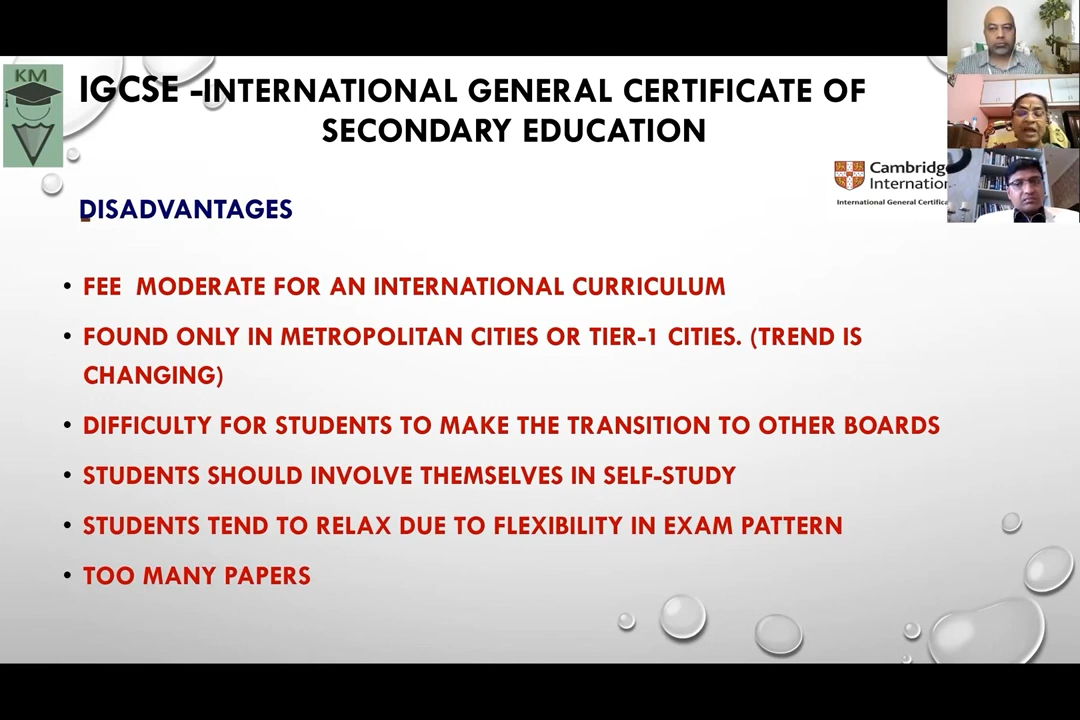 KM
IGCSE -INTERNATIONAL GENERAL CERTIFICATE OF
SECONDARY EDUCATION
Cambridge
Internation
International General Certifica
DISADVANTAGES
• FEE MODERATE FOR AN INTERNATIONAL CURRICULUM
• FOUND ONLY IN METROPOLITAN CITIES OR TIER-1 CITIES. (TREND IS
CHANGING)
• DIFFICULTY FOR STUDENTS TO MAKE THE TRANSITION TO OTHER BOARDS
• STUDENTS SHOULD INVOLVE THEMSELVES IN SELF-STUDY
• STUDENTS TEND TO RELAX DUE TO FLEXIBILITY IN EXAM PATTERN
• TOO MANY PAPERS